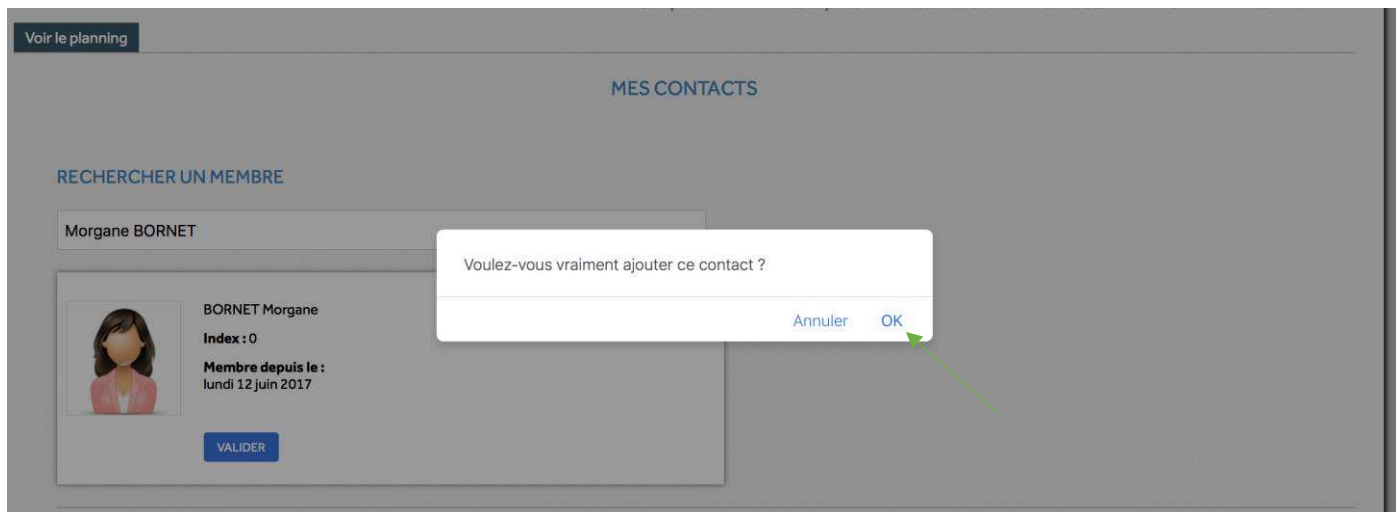 Voir le planning
MES CONTACTS
RECHERCHER UN MEMBRE
Morgane BORNET
Voulez-vous vraiment ajouter ce contact ?
Annuler OK
BORNET Morgane
Index : 0
Membre depuis le :
lundi 12 juin 2017
VALIDER